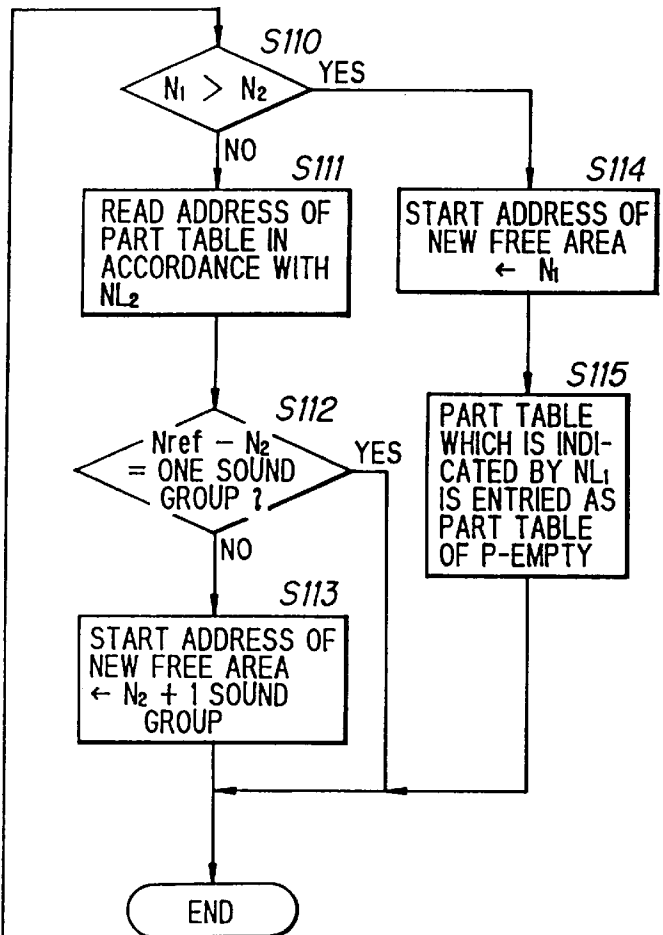 S110
N₁ > N₂
YES
NO
S111
READ ADDRESS OF
PART TABLE IN
ACCORDANCE WITH
NL₂
S112
Nref – N₂
= ONE SOUND
GROUP ?
YES
NO
S113
START ADDRESS OF
NEW FREE AREA
← N₂ + 1 SOUND
GROUP
S114
START ADDRESS OF
NEW FREE AREA
← N₁
S115
PART TABLE
WHICH IS INDI-
CATED BY NL₁
IS ENTRIED AS
PART TABLE
OF P-EMPTY
END